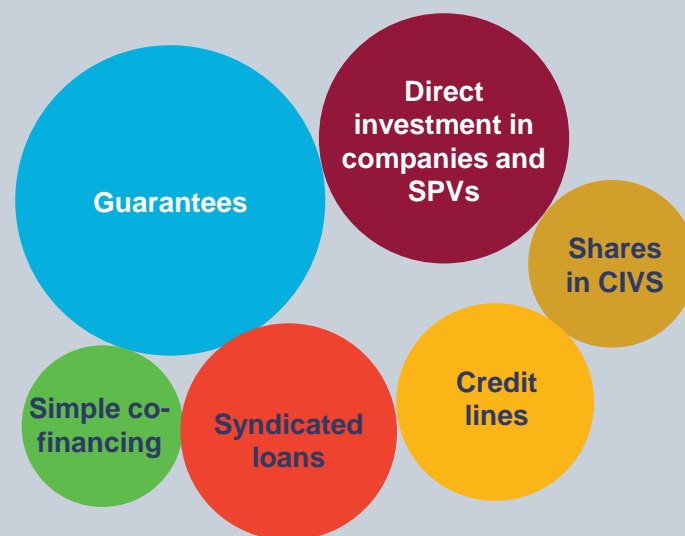 Direct
investment in
companies and
SPVs
Guarantees
Shares
in CIVS
Simple co-
financing
Syndicated
loans
Credit
lines